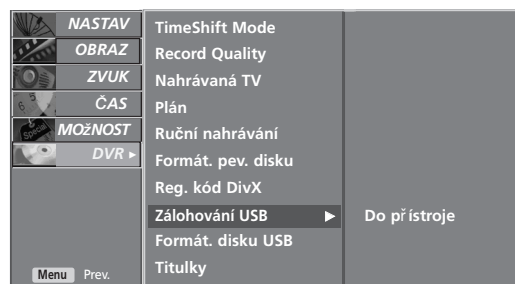 NASTAV
OBRAZ
ZVUK
ČAS
MOŽNOST
DVR ▸
Menu Prev.
TimeShift Mode
Record Quality
Nahrávaná TV
Plán
Ruční nahrávání
Formát. pev. disku
Reg. kód DivX
Zálohování USB ▶
Formát. disku USB
Titulky
Do přístroje